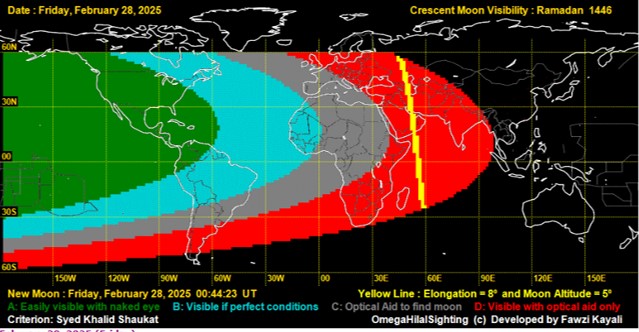 Date : Friday, February 28, 2025 Crescent Moon Visibility : Ramadan 1446
60N
30N
00
30S
60S
150W 120W 90W 60W 30W 00 30E 60E 90E 120E 150E
New Moon : Friday, February 28, 2025 00:44:23 UT Yellow Line : Elongation = 8° and Moon Altitude = 5°
A: Easily visible with naked eye B: Visible if perfect conditions C: Optical Aid to find moon D: Visible with optical aid only
Criterion: Syed Khalid Shaukat OmegaHilalSighting (c) Developed by Fawzi Kayali